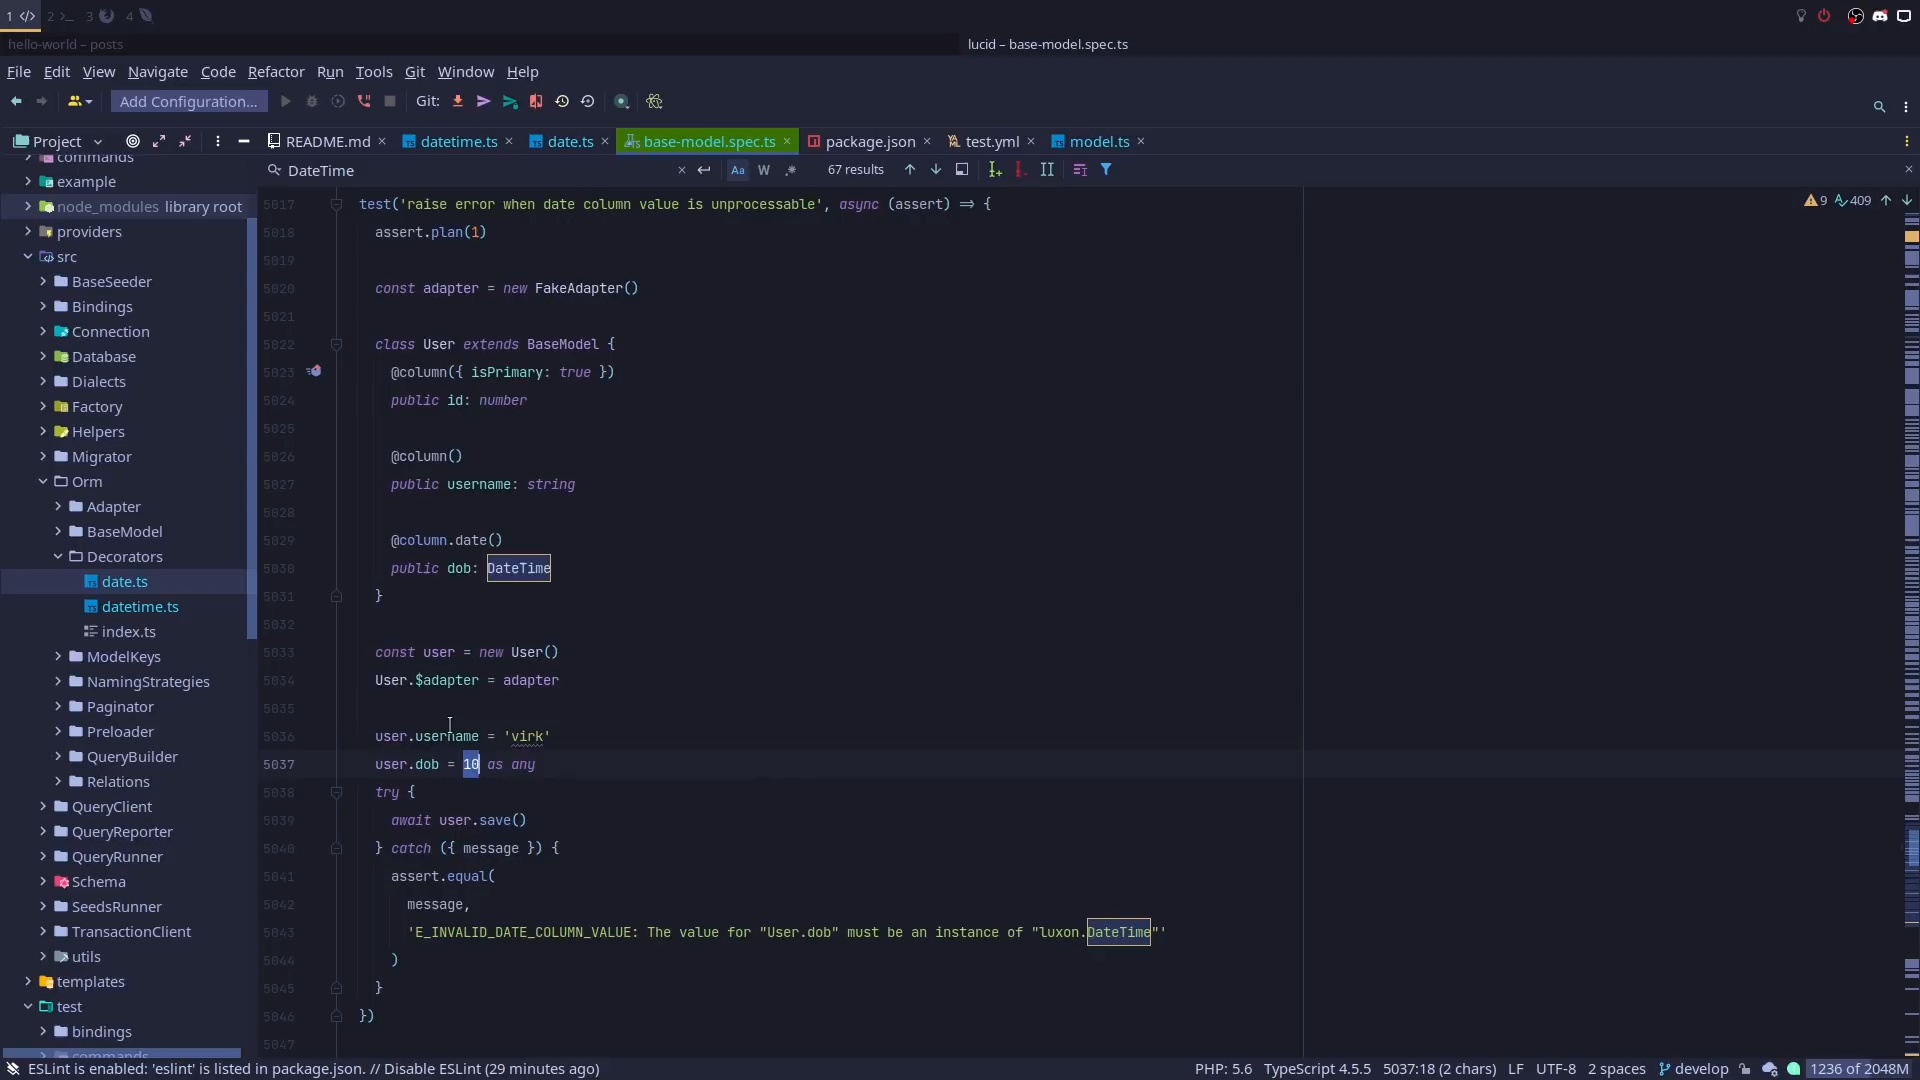 1 </> 2 >_ 3 4
hello-world – posts
lucid – base-model.spec.ts
File Edit View Navigate Code Refactor Run Tools Git Window Help
Add Configuration... Git:
Project README.md datetime.ts date.ts base-model.spec.ts package.json test.yml model.ts
DateTime Aa W .* 67 results
commands
example
node_modules library root
providers
src
BaseSeeder
Bindings
Connection
Database
Dialects
Factory
Helpers
Migrator
Orm
Adapter
BaseModel
Decorators
date.ts
datetime.ts
index.ts
ModelKeys
NamingStrategies
Paginator
Preloader
QueryBuilder
Relations
QueryClient
QueryReporter
QueryRunner
Schema
SeedsRunner
TransactionClient
utils
templates
test
bindings
commands
9 409
5017 test('raise error when date column value is unprocessable', async (assert) => {
5018 assert.plan(1)
5019
5020 const adapter = new FakeAdapter()
5021
5022 class User extends BaseModel {
5023 @column({ isPrimary: true })
5024 public id: number
5025
5026 @column()
5027 public username: string
5028
5029 @column.date()
5030 public dob: DateTime
5031 }
5032
5033 const user = new User()
5034 User.$adapter = adapter
5035
5036 user.username = 'virk'
5037 user.dob = 10 as any
5038 try {
5039 await user.save()
5040 } catch ({ message }) {
5041 assert.equal(
5042 message,
5043 'E_INVALID_DATE_COLUMN_VALUE: The value for "User.dob" must be an instance of "luxon.DateTime"'
5044 )
5045 }
5046 })
5047
ESLint is enabled: 'eslint' is listed in package.json. // Disable ESLint (29 minutes ago) PHP: 5.6 TypeScript 4.5.5 5037:18 (2 chars) LF UTF-8 2 spaces develop 1236 of 2048M